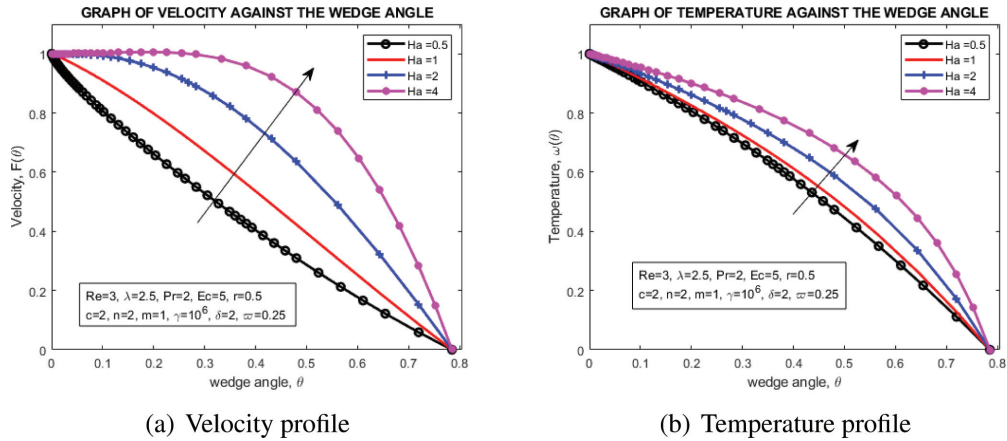 GRAPH OF VELOCITY AGAINST THE WEDGE ANGLE
Velocity, F(θ)
1
0.8
0.6
0.4
0.2
0
0 0.1 0.2 0.3 0.4 0.5 0.6 0.7 0.8
wedge angle, θ
Ha =0.5
Ha =1
Ha =2
Ha =4
Re=3, λ=2.5, Pr=2, Ec=5, r=0.5
c=2, n=2, m=1, γ=10⁶, δ=2, ϖ=0.25
(a) Velocity profile
GRAPH OF TEMPERATURE AGAINST THE WEDGE ANGLE
Temperature, ω(θ)
1
0.8
0.6
0.4
0.2
0
0 0.1 0.2 0.3 0.4 0.5 0.6 0.7 0.8
wedge angle, θ
Ha =0.5
Ha =1
Ha =2
Ha =4
Re=3, λ=2.5, Pr=2, Ec=5, r=0.5
c=2, n=2, m=1, γ=10⁶, δ=2, ϖ=0.25
(b) Temperature profile